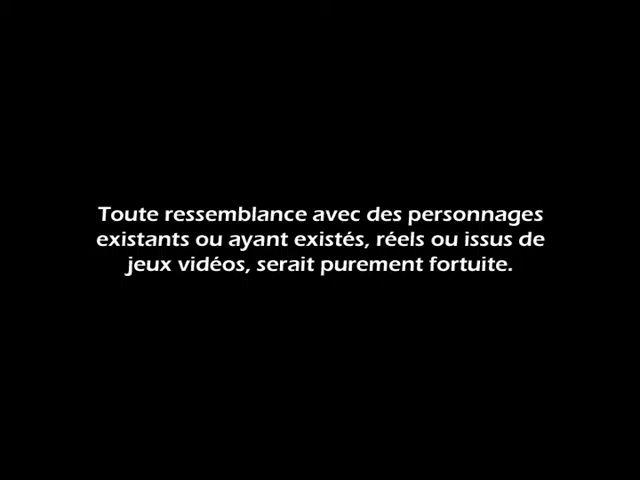 Toute ressemblance avec des personnages
existants ou ayant existés, réels ou issus de
jeux vidéos, serait purement fortuite.